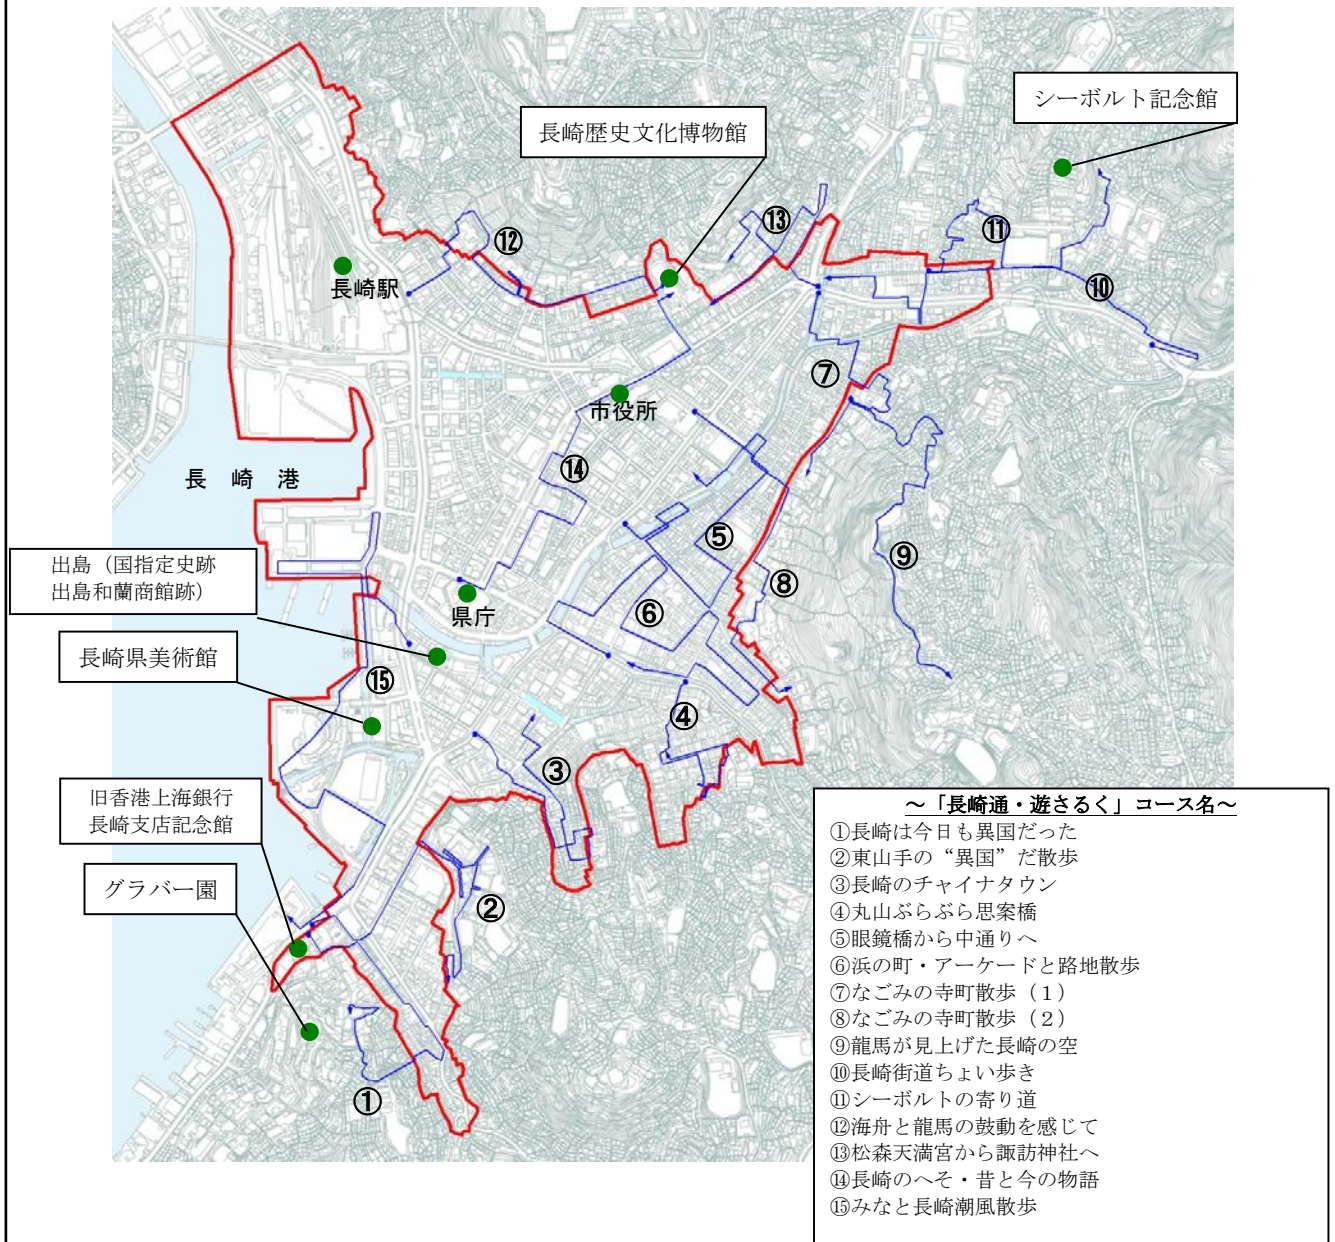 シーボルト記念館
長崎歴史文化博物館
⑬
⑪
⑫
長崎駅
⑩
⑦
市役所
⑭
長崎港
⑤
⑨
出島（国指定史跡
出島和蘭商館跡）
⑧
⑥
県庁
長崎県美術館
⑮
④
③
旧香港上海銀行
長崎支店記念館
グラバー園
②
①
～「長崎通・遊さるく」コース名～
①長崎は今日も異国だった
②東山手の“異国”だ散歩
③長崎のチャイナタウン
④丸山ぶらぶら思案橋
⑤眼鏡橋から中通りへ
⑥浜の町・アーケードと路地散歩
⑦なごみの寺町散歩（１）
⑧なごみの寺町散歩（２）
⑨龍馬が見上げた長崎の空
⑩長崎街道ちょい歩き
⑪シーボルトの寄り道
⑫海舟と龍馬の鼓動を感じて
⑬松森天満宮から諏訪神社へ
⑭長崎のへそ・昔と今の物語
⑮みなと長崎潮風散歩